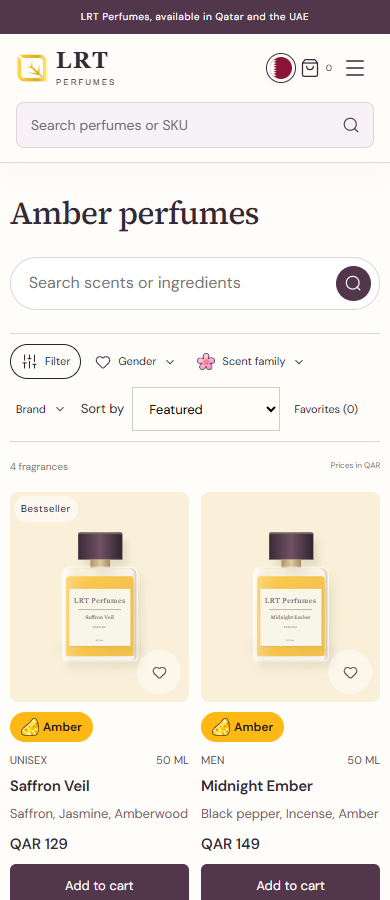 LRT Perfumes, available in Qatar and the UAE
LRT
PERFUMES
0
Search perfumes or SKU
Amber perfumes
Search scents or ingredients
Filter
Gender
Scent family
Brand
Sort by
Featured
Favorites (0)
4 fragrances
Prices in QAR
Bestseller
LRT Perfumes
Saffron Veil
LRT Perfumes
Midnight Ember
Amber
Amber
UNISEX
50 ML
MEN
50 ML
Saffron Veil
Midnight Ember
Saffron, Jasmine, Amberwood
Black pepper, Incense, Amber
QAR 129
QAR 149
Add to cart
Add to cart